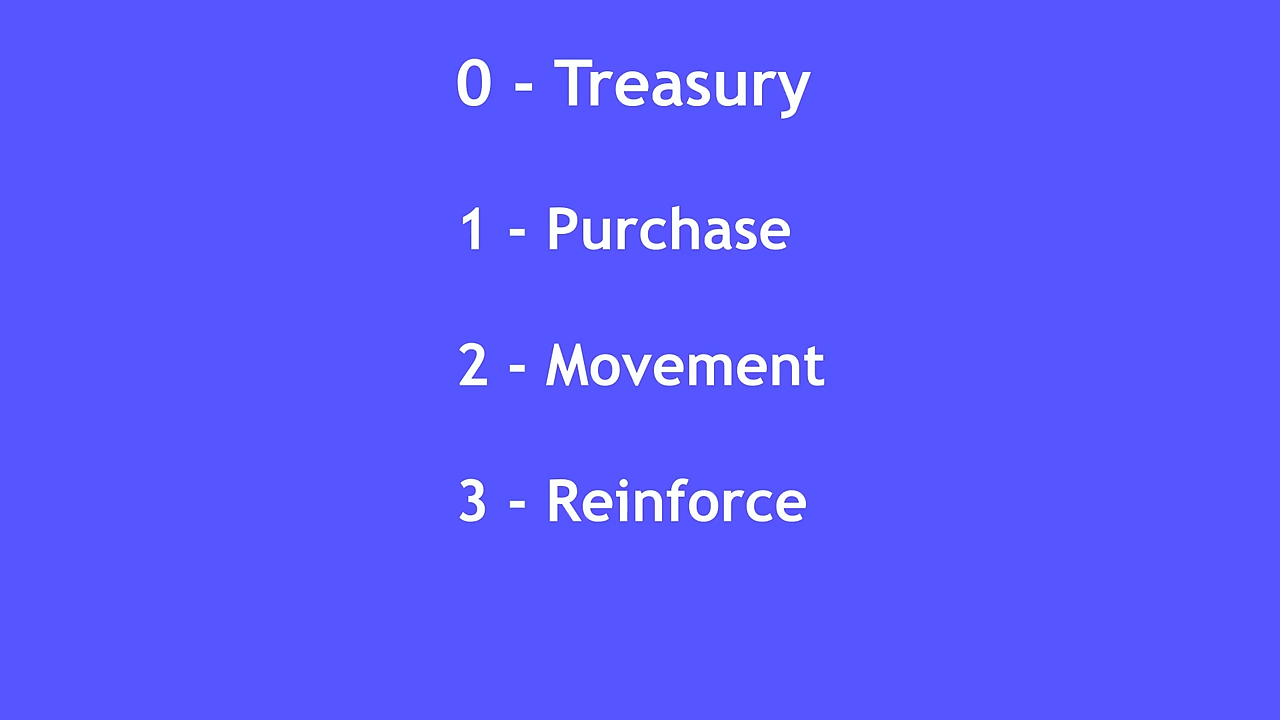 0 - Treasury
1 - Purchase
2 - Movement
3 - Reinforce